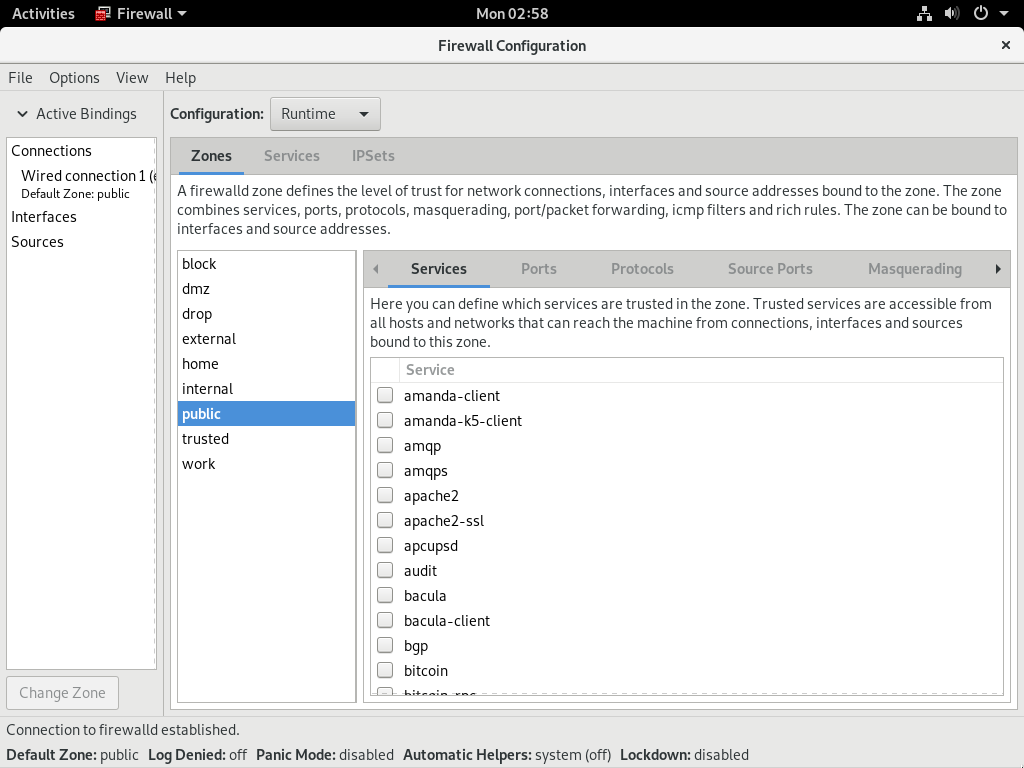 Activities Firewall Mon 02:58
Firewall Configuration
File Options View Help
Active Bindings
Connections
Wired connection 1 (
Default Zone: public
Interfaces
Sources
Change Zone
Configuration: Runtime
Zones Services IPSets
A firewalld zone defines the level of trust for network connections, interfaces and source addresses bound to the zone. The zone
combines services, ports, protocols, masquerading, port/packet forwarding, icmp filters and rich rules. The zone can be bound to
interfaces and source addresses.
block
dmz
drop
external
home
internal
public
trusted
work
Services Ports Protocols Source Ports Masquerading
Here you can define which services are trusted in the zone. Trusted services are accessible from
all hosts and networks that can reach the machine from connections, interfaces and sources
bound to this zone.
Service
amanda-client
amanda-k5-client
amqp
amqps
apache2
apache2-ssl
apcupsd
audit
bacula
bacula-client
bgp
bitcoin
bitcoin-rpc
Connection to firewalld established.
Default Zone: public Log Denied: off Panic Mode: disabled Automatic Helpers: system (off) Lockdown: disabled